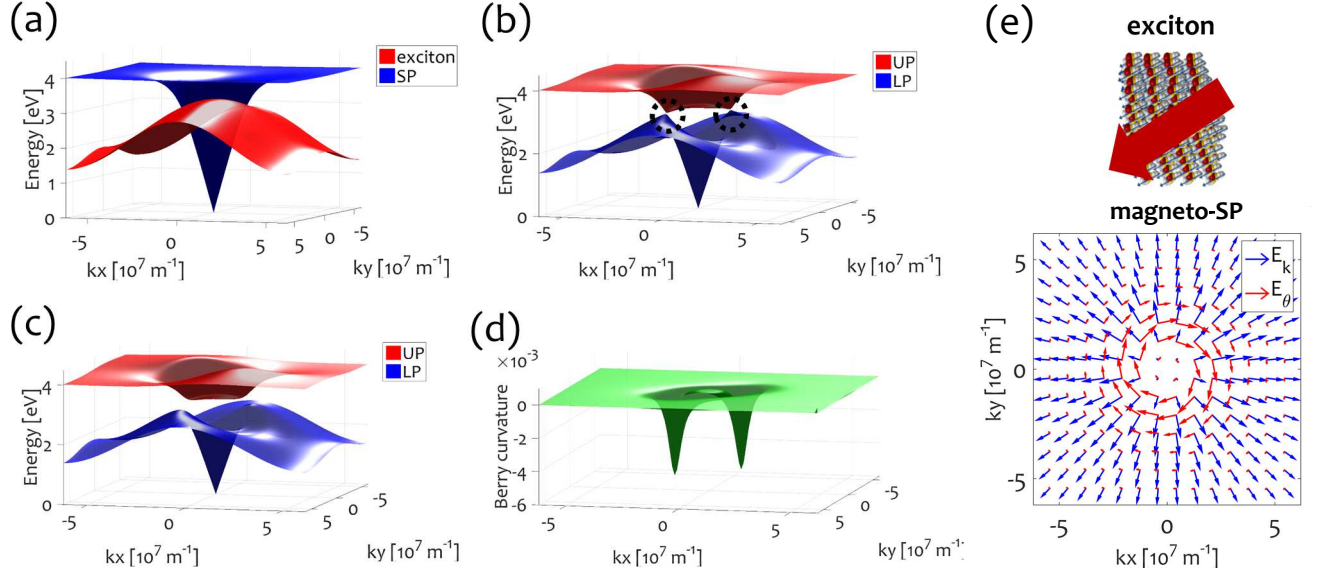 (a)
exciton
SP
Energy [eV]
4
3
2
1
0
-5
0
5
5
0
-5
kx [10⁷ m⁻¹]
ky [10⁷ m⁻¹]
(b)
UP
LP
Energy [eV]
4
2
0
-5
0
5
5
0
-5
kx [10⁷ m⁻¹]
ky [10⁷ m⁻¹]
(c)
UP
LP
Energy [eV]
4
2
0
-5
0
5
5
0
-5
kx [10⁷ m⁻¹]
ky [10⁷ m⁻¹]
(d)
×10⁻³
Berry curvature
0
-2
-4
-6
-5
0
5
5
0
-5
kx [10⁷ m⁻¹]
ky [10⁷ m⁻¹]
(e)
exciton
magneto-SP
E_k
E_θ
ky [10⁷ m⁻¹]
5
0
-5
-5
0
5
kx [10⁷ m⁻¹]